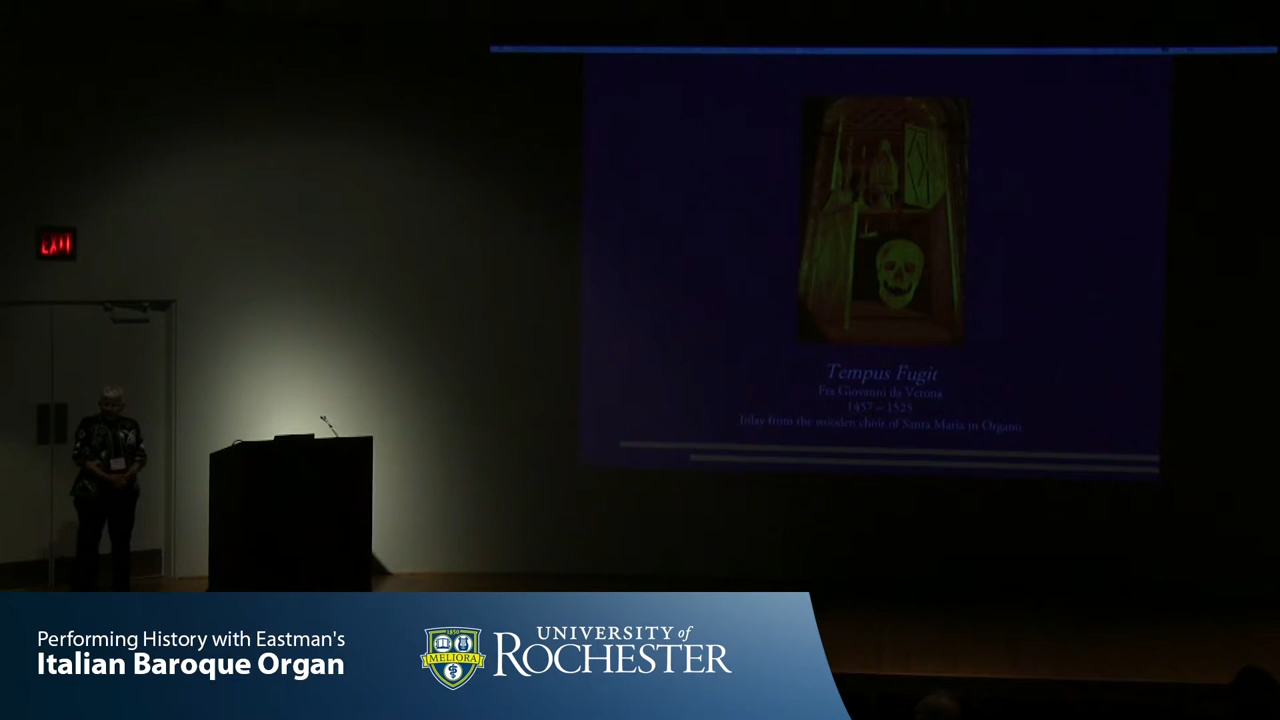 EXIT
Tempus Fugit
Fra Giovanni da Verona
1457 – 1525
Inlay from the wooden choir of Santa Maria in Organo
Performing History with Eastman's
Italian Baroque Organ
1850
MELIORA
UNIVERSITY of
ROCHESTER